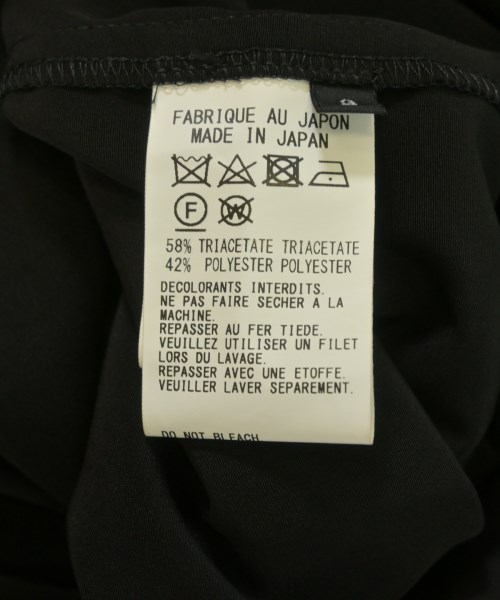 FABRIQUE AU JAPON
MADE IN JAPAN
F W
58% TRIACETATE TRIACETATE
42% POLYESTER POLYESTER
DECOLORANTS INTERDITS.
NE PAS FAIRE SECHER A LA
MACHINE.
REPASSER AU FER TIEDE.
VEUILLEZ UTILISER UN FILET
LORS DU LAVAGE.
REPASSER AVEC UNE ETOFFE.
VEUILLER LAVER SEPAREMENT.
DO NOT BLEACH